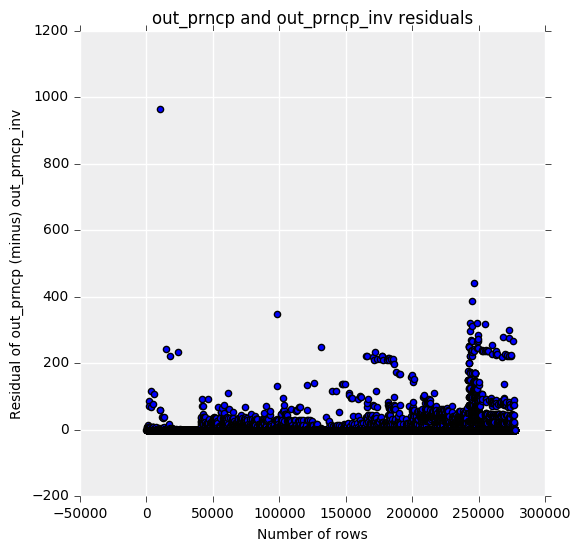 out_prncp and out_prncp_inv residuals
1200
1000
800
600
400
200
0
−200
Residual of out_prncp (minus) out_prncp_inv
−50000 0 50000 100000 150000 200000 250000 300000
Number of rows